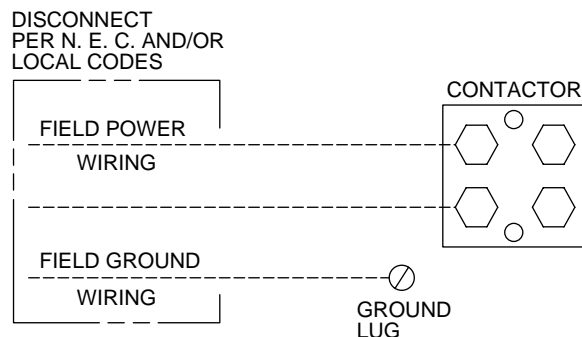 DISCONNECT
PER N. E. C. AND/OR
LOCAL CODES
CONTACTOR
FIELD POWER
WIRING
FIELD GROUND
WIRING
GROUND
LUG